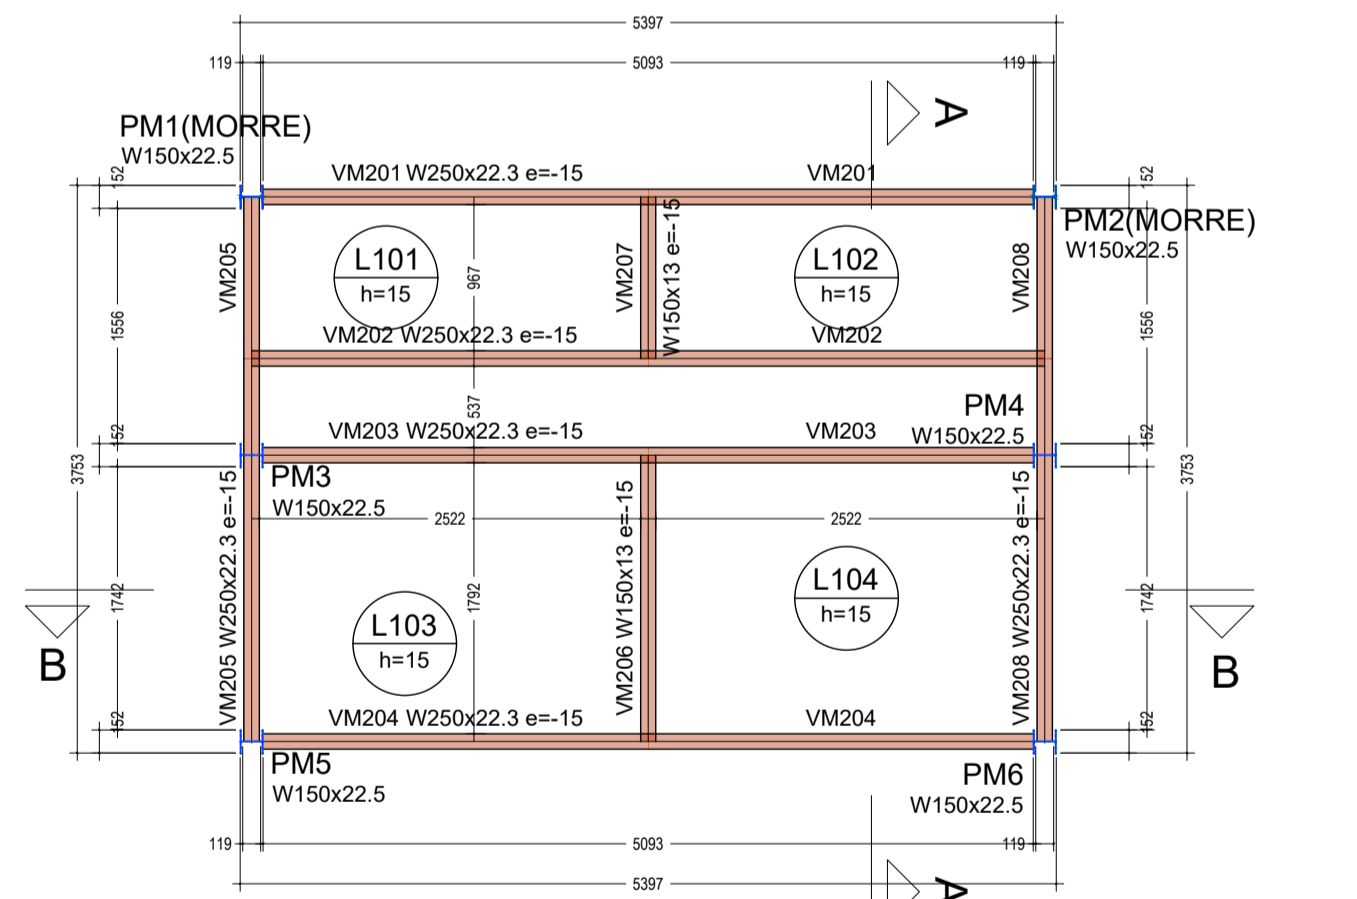 5397
119
5093
119
A
PM1(MORRE)
W150x22.5
152
VM201 W250x22.3 e=-15
VM201
152
PM2(MORRE)
W150x22.5
VM205
L101
h=15
967
VM207
W150x13 e=-15
L102
h=15
VM208
1556
1556
VM202 W250x22.3 e=-15
VM202
537
PM4
W150x22.5
152
VM203 W250x22.3 e=-15
VM203
152
3753
3753
PM3
W150x22.5
2522
2522
VM205 W250x22.3 e=-15
VM206 W150x13 e=-15
VM208 W250x22.3 e=-15
1742
1792
1742
L104
h=15
L103
h=15
B
B
152
VM204 W250x22.3 e=-15
VM204
152
PM5
W150x22.5
PM6
W150x22.5
119
5093
119
5397
A